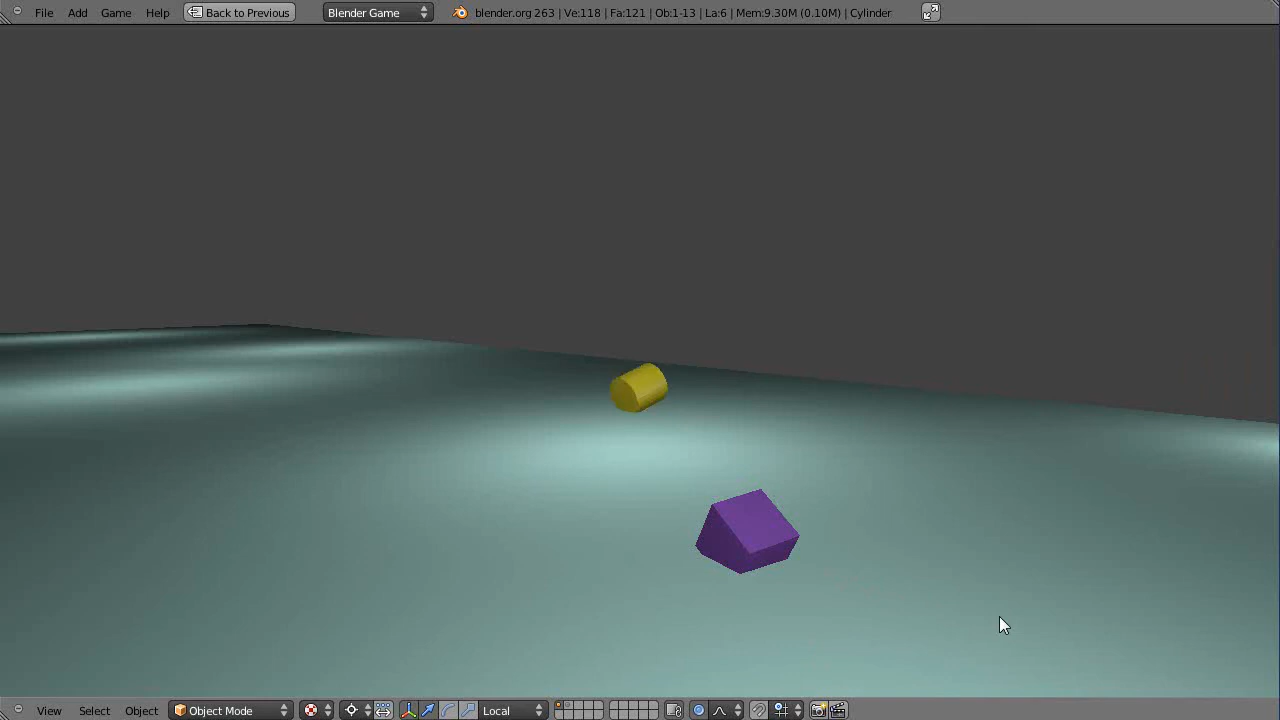 File Add Game Help Back to Previous Blender Game blender.org 263 | Ve:118 | Fa:121 | Ob:1-13 | La:6 | Mem:9.30M (0.10M) | Cylinder
View Select Object Object Mode Local